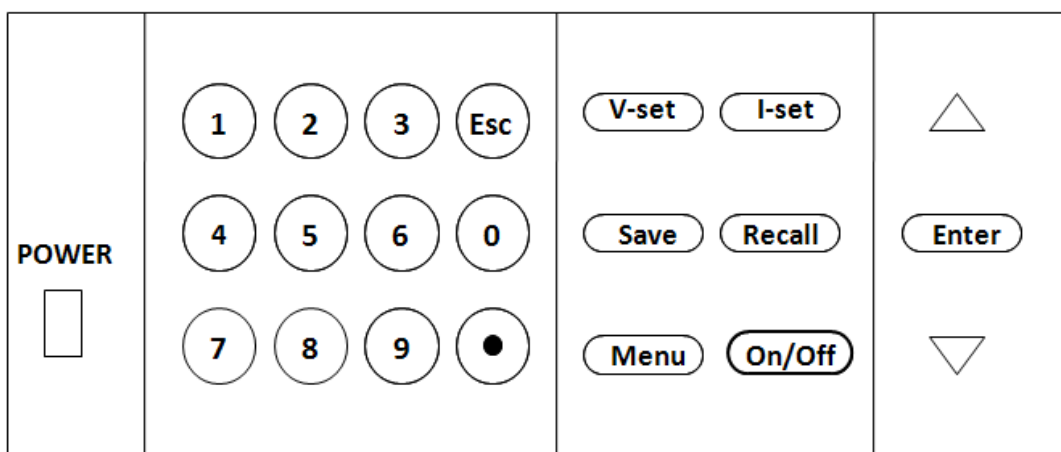 1 2 3 Esc V-set I-set
4 5 6 0 Save Recall Enter
POWER
7 8 9 Menu On/Off